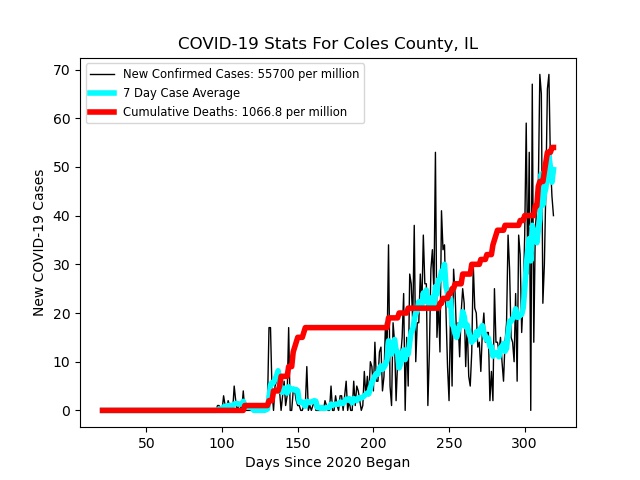 COVID-19 Stats For Coles County, IL
New Confirmed Cases: 55700 per million
7 Day Case Average
Cumulative Deaths: 1066.8 per million
70
60
50
40
30
20
10
0
New COVID-19 Cases
50 100 150 200 250 300
Days Since 2020 Began